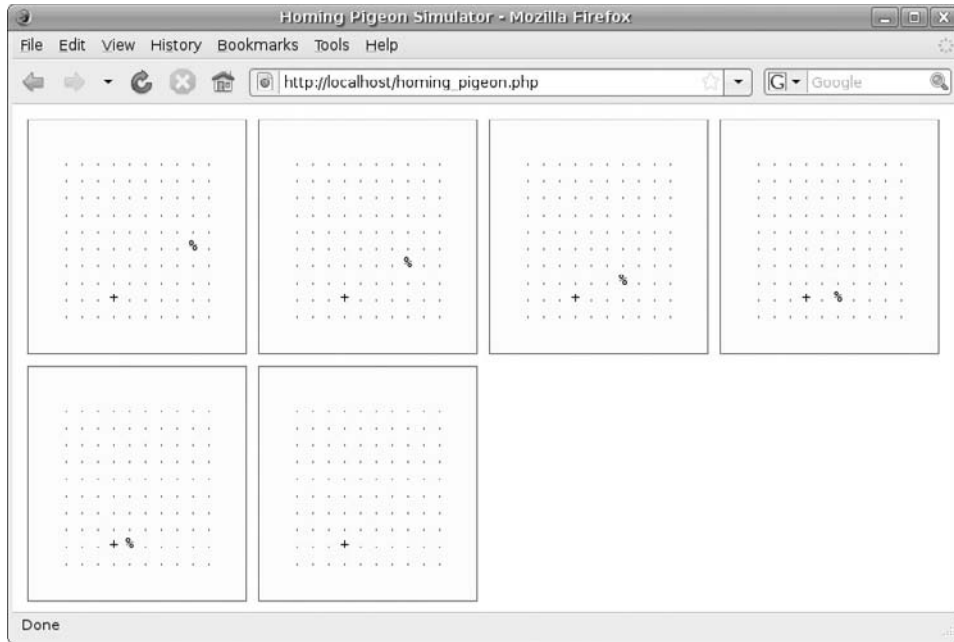 Homing Pigeon Simulator - Mozilla Firefox
File Edit View History Bookmarks Tools Help
http://localhost/homing_pigeon.php
G Google
%
+
%
+
%
+
+ %
+ %
+
Done